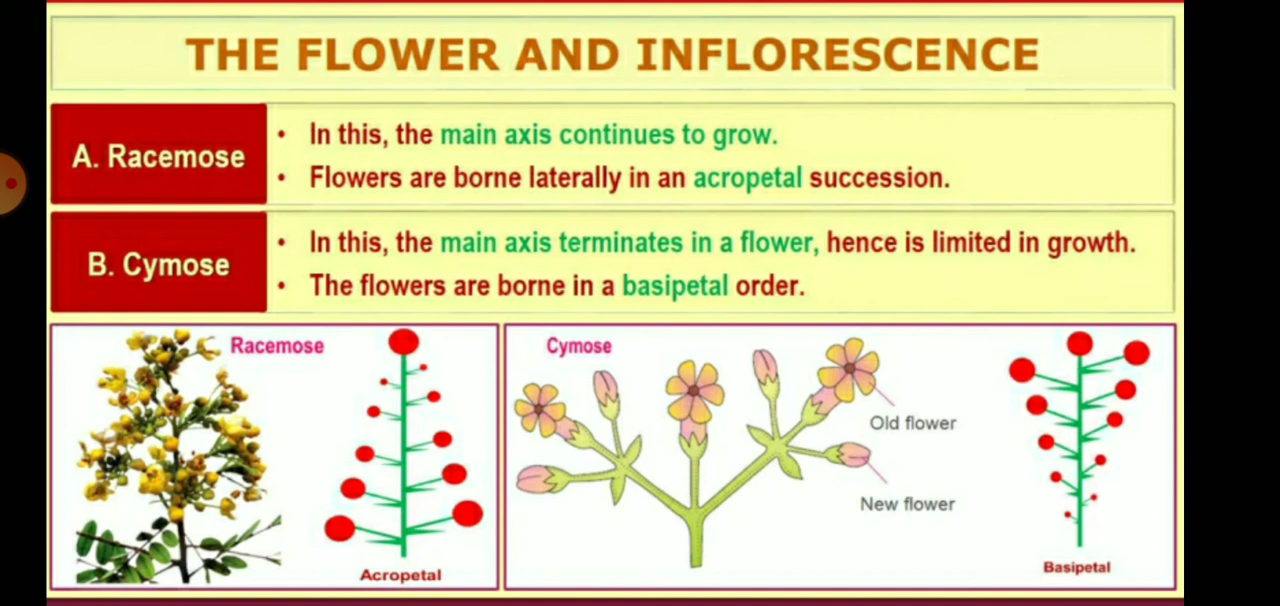 THE FLOWER AND INFLORESCENCE
A. Racemose
• In this, the main axis continues to grow.
• Flowers are borne laterally in an acropetal succession.
B. Cymose
• In this, the main axis terminates in a flower, hence is limited in growth.
• The flowers are borne in a basipetal order.
Racemose
Acropetal
Cymose
Old flower
New flower
Basipetal